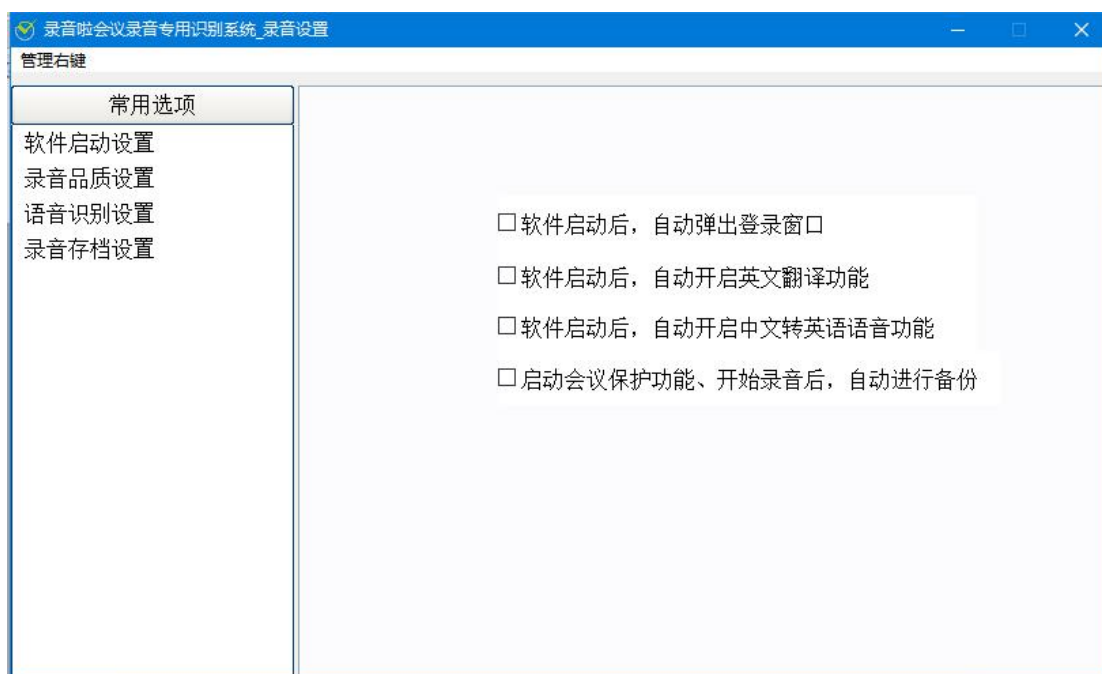 录音啦会议录音专用识别系统_录音设置
管理右键
常用选项
软件启动设置
录音品质设置
语音识别设置
录音存档设置
软件启动后，自动弹出登录窗口
软件启动后，自动开启英文翻译功能
软件启动后，自动开启中文转英语语音功能
启动会议保护功能、开始录音后，自动进行备份